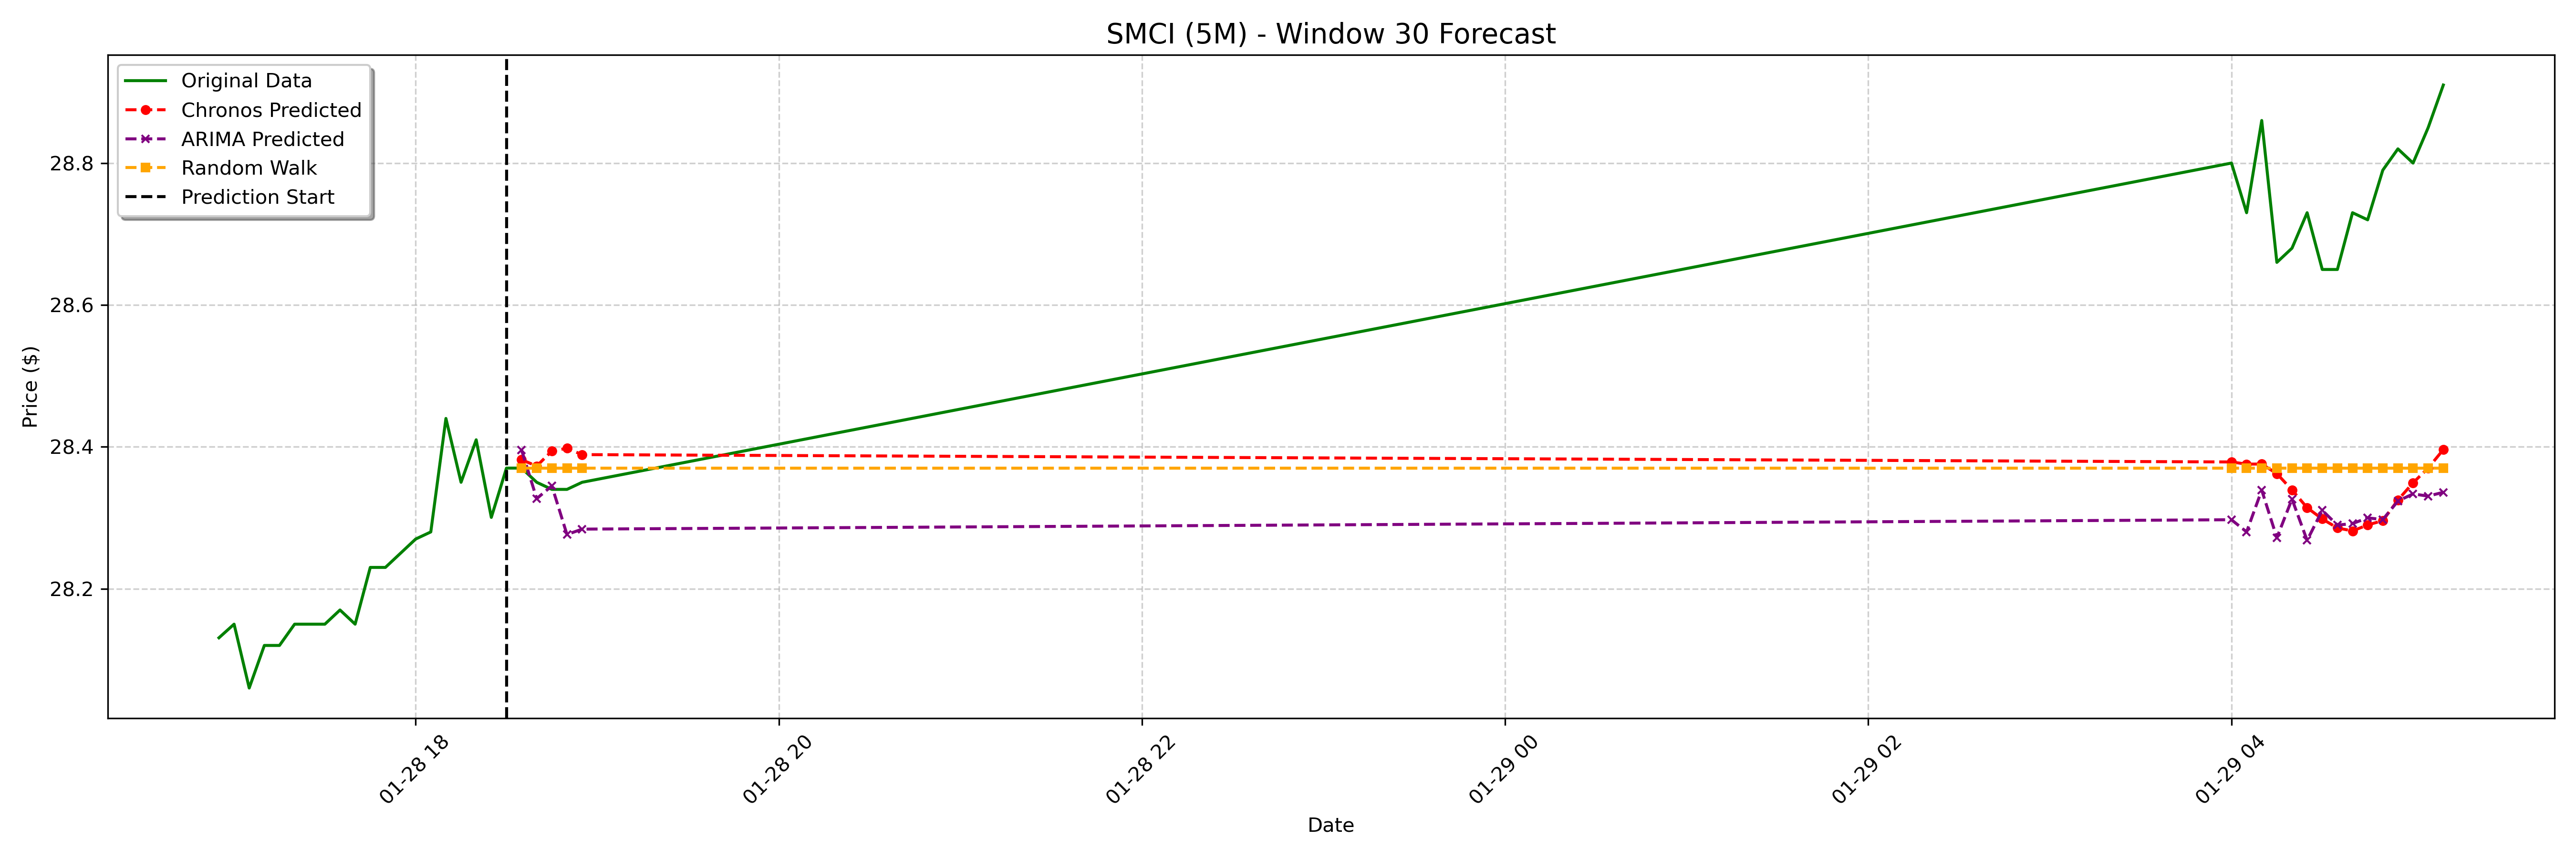 SMCI (5M) - Window 30 Forecast
Original Data
Chronos Predicted
ARIMA Predicted
Random Walk
Prediction Start
Price ($)
28.8
28.6
28.4
28.2
01-28 18
01-28 20
01-28 22
01-29 00
01-29 02
01-29 04
Date